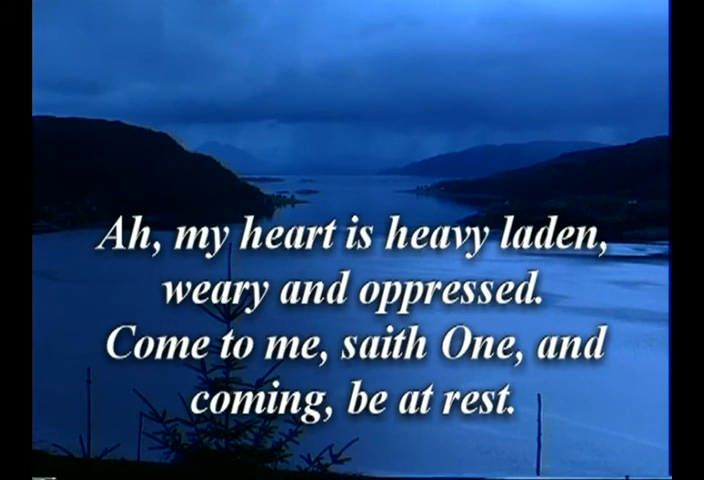 Ah, my heart is heavy laden,
weary and oppressed.
Come to me, saith One, and
coming, be at rest.